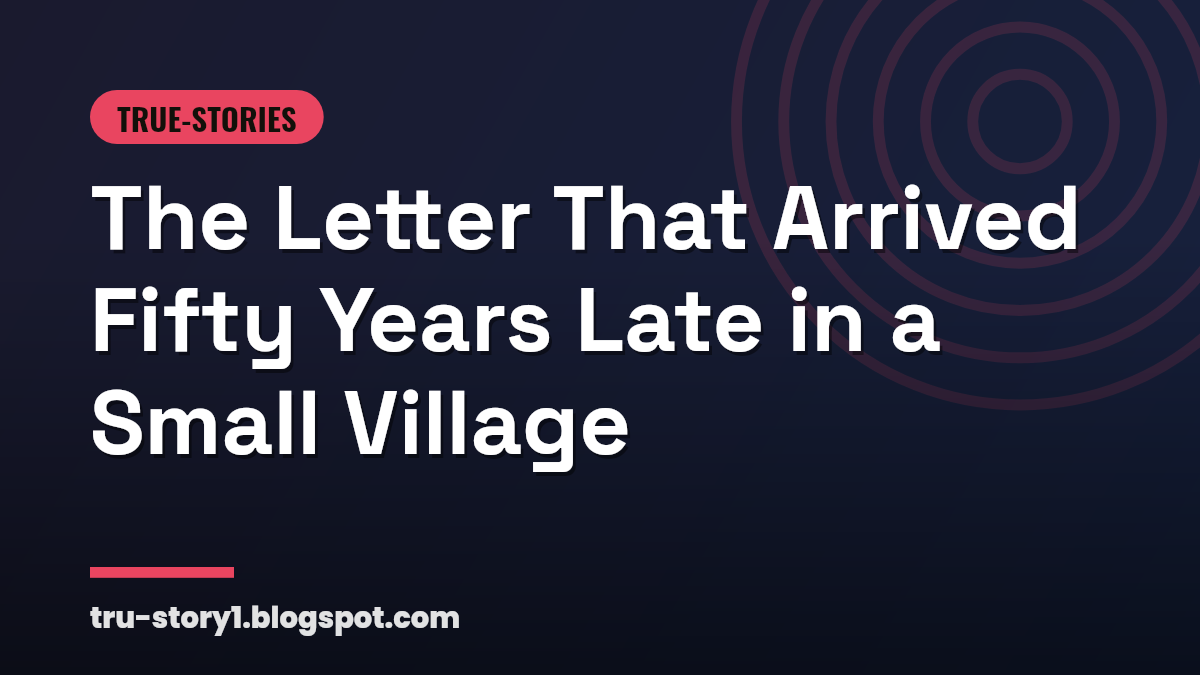 TRUE-STORIES
The Letter That Arrived
Fifty Years Late in a
Small Village
tru-story1.blogspot.com